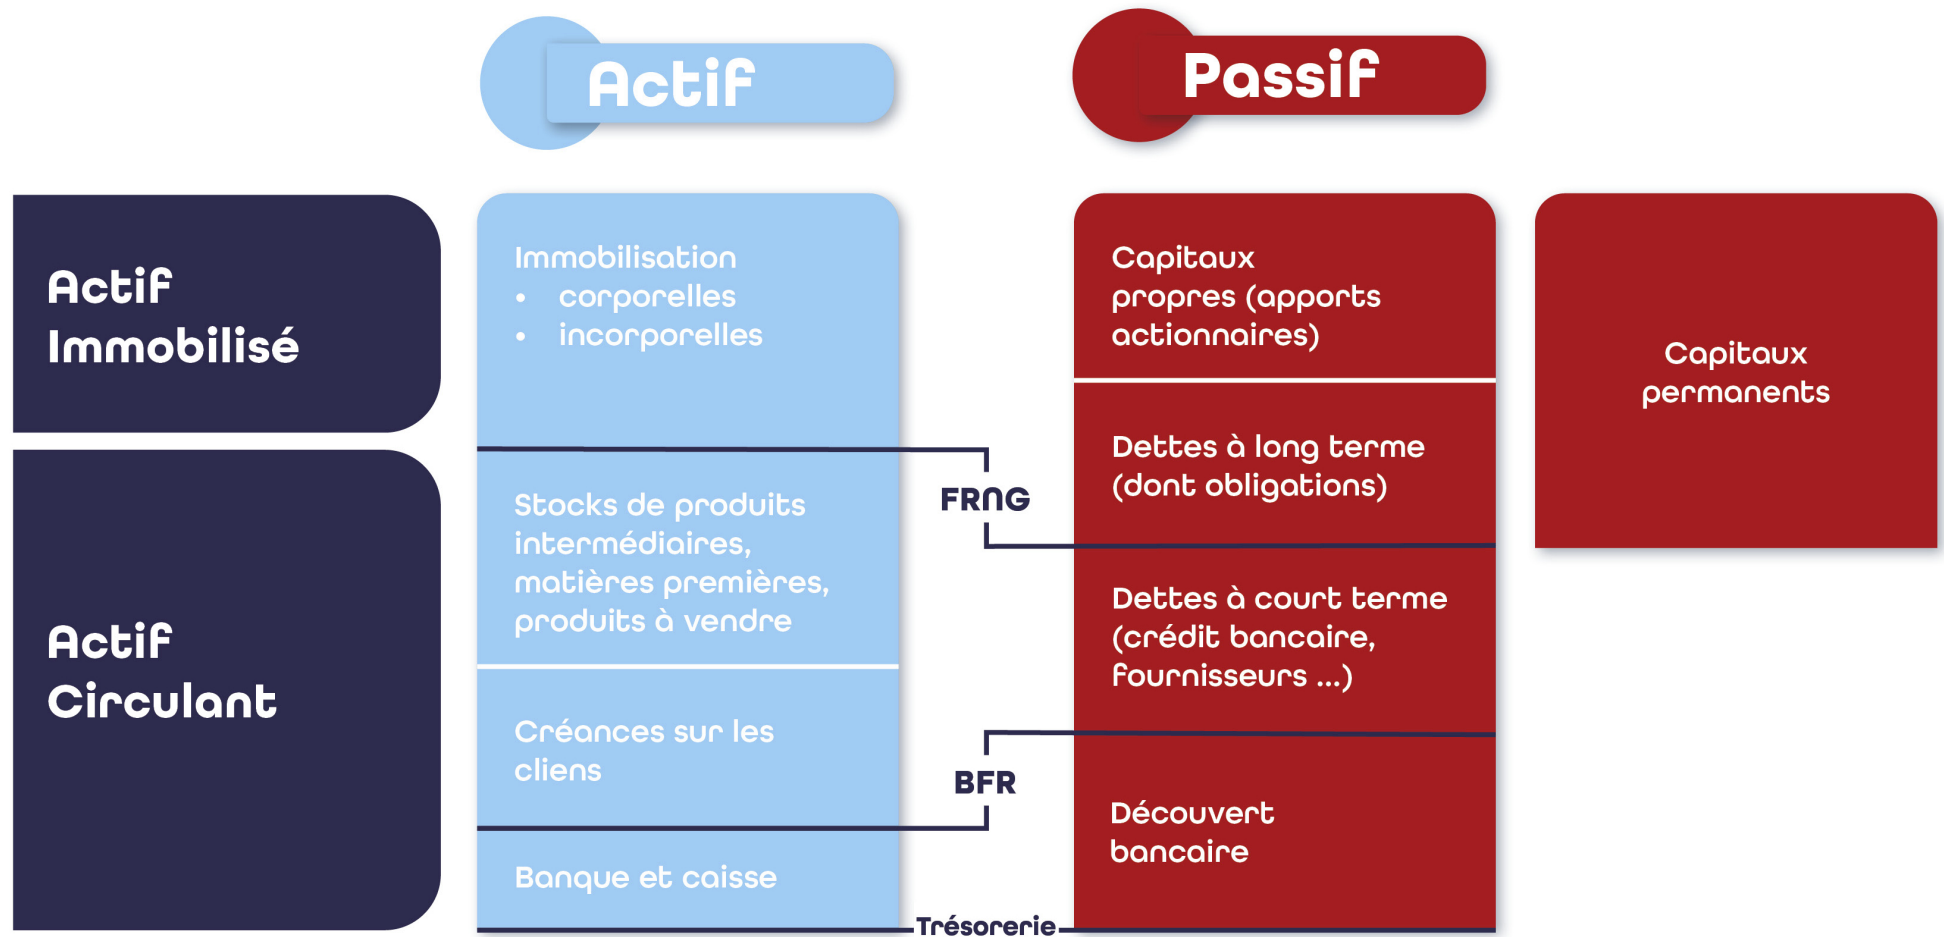 Actif
Passif
Actif
Immobilisé
Immobilisation
• corporelles
• incorporelles
Capitaux
propres (apports
actionnaires)
Capitaux
permanents
Dettes à long terme
(dont obligations)
FRNG
Actif
Circulant
Stocks de produits
intermédiaires,
matières premières,
produits à vendre
Dettes à court terme
(crédit bancaire,
fournisseurs ...)
Créances sur les
cliens
BFR
Découvert
bancaire
Banque et caisse
Trésorerie